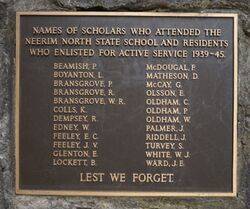 NAMES OF SCHOLARS WHO ATTENDED THE
NEERIM NORTH STATE SCHOOL AND RESIDENTS
WHO ENLISTED FOR ACTIVE SERVICE 1939-45.
BEAMISH, P.
BOYANTON, L.
BRANSGROVE, P.
BRANSGROVE, R.
BRANSGROVE, W. R.
COLLS, K.
DEMPSEY, R.
EDNEY, W.
FEELEY, E. C.
FEELEY, J. V.
GLENTON, E.
LOCKETT, B.
McDOUGAL, F.
MATHESON, D.
McCAY, G.
OLSSON, E.
OLDHAM, C.
OLDHAM, P.
OLDHAM, W.
PALMER, J.
RIDDELL, J.
TURVEY, S.
WHITE, W. J.
WARD, J. E.
LEST WE FORGET